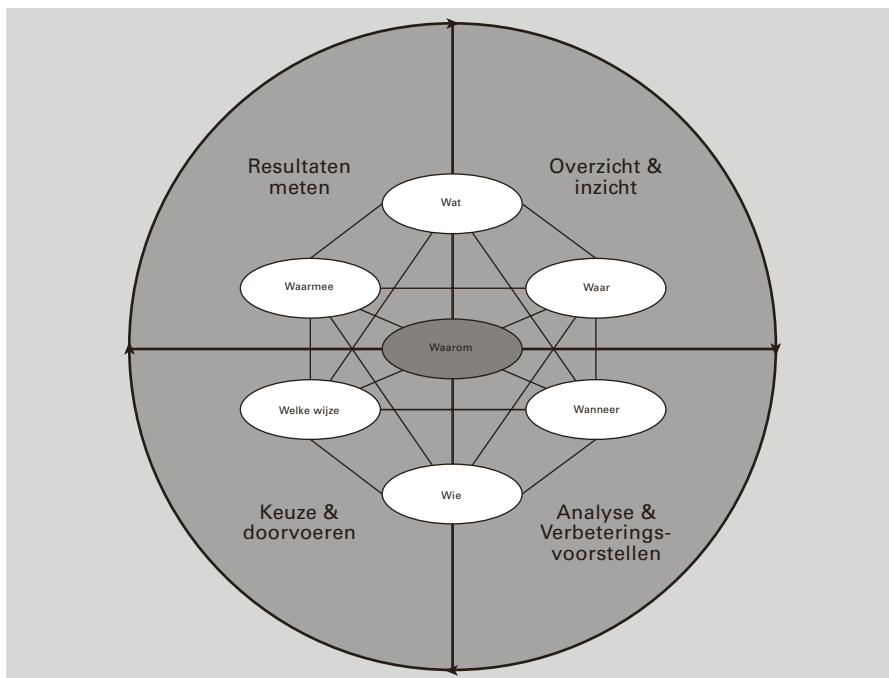 Resultaten
meten
Overzicht &
inzicht
Wat
Waarmee
Waar
Waarom
Welke wijze
Wanneer
Wie
Keuze &
doorvoeren
Analyse &
Verbeterings-
voorstellen